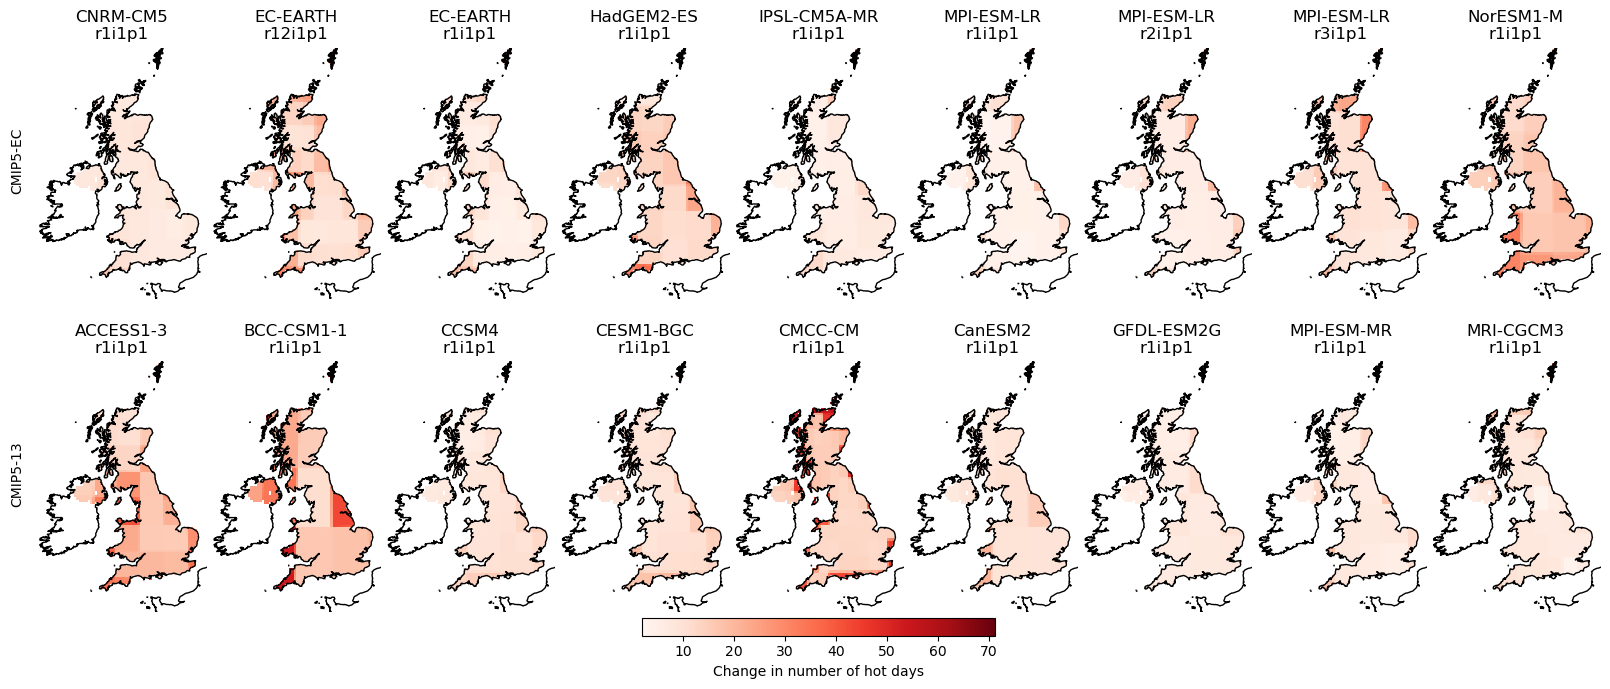 CNRM-CM5 EC-EARTH EC-EARTH HadGEM2-ES IPSL-CM5A-MR MPI-ESM-LR MPI-ESM-LR MPI-ESM-LR NorESM1-M
r1i1p1 r12i1p1 r1i1p1 r1i1p1 r1i1p1 r1i1p1 r2i1p1 r3i1p1 r1i1p1
CMIP5-EC
ACCESS1-3 BCC-CSM1-1 CCSM4 CESM1-BGC CMCC-CM CanESM2 GFDL-ESM2G MPI-ESM-MR MRI-CGCM3
r1i1p1 r1i1p1 r1i1p1 r1i1p1 r1i1p1 r1i1p1 r1i1p1 r1i1p1 r1i1p1
CMIP5-13
10 20 30 40 50 60 70
Change in number of hot days